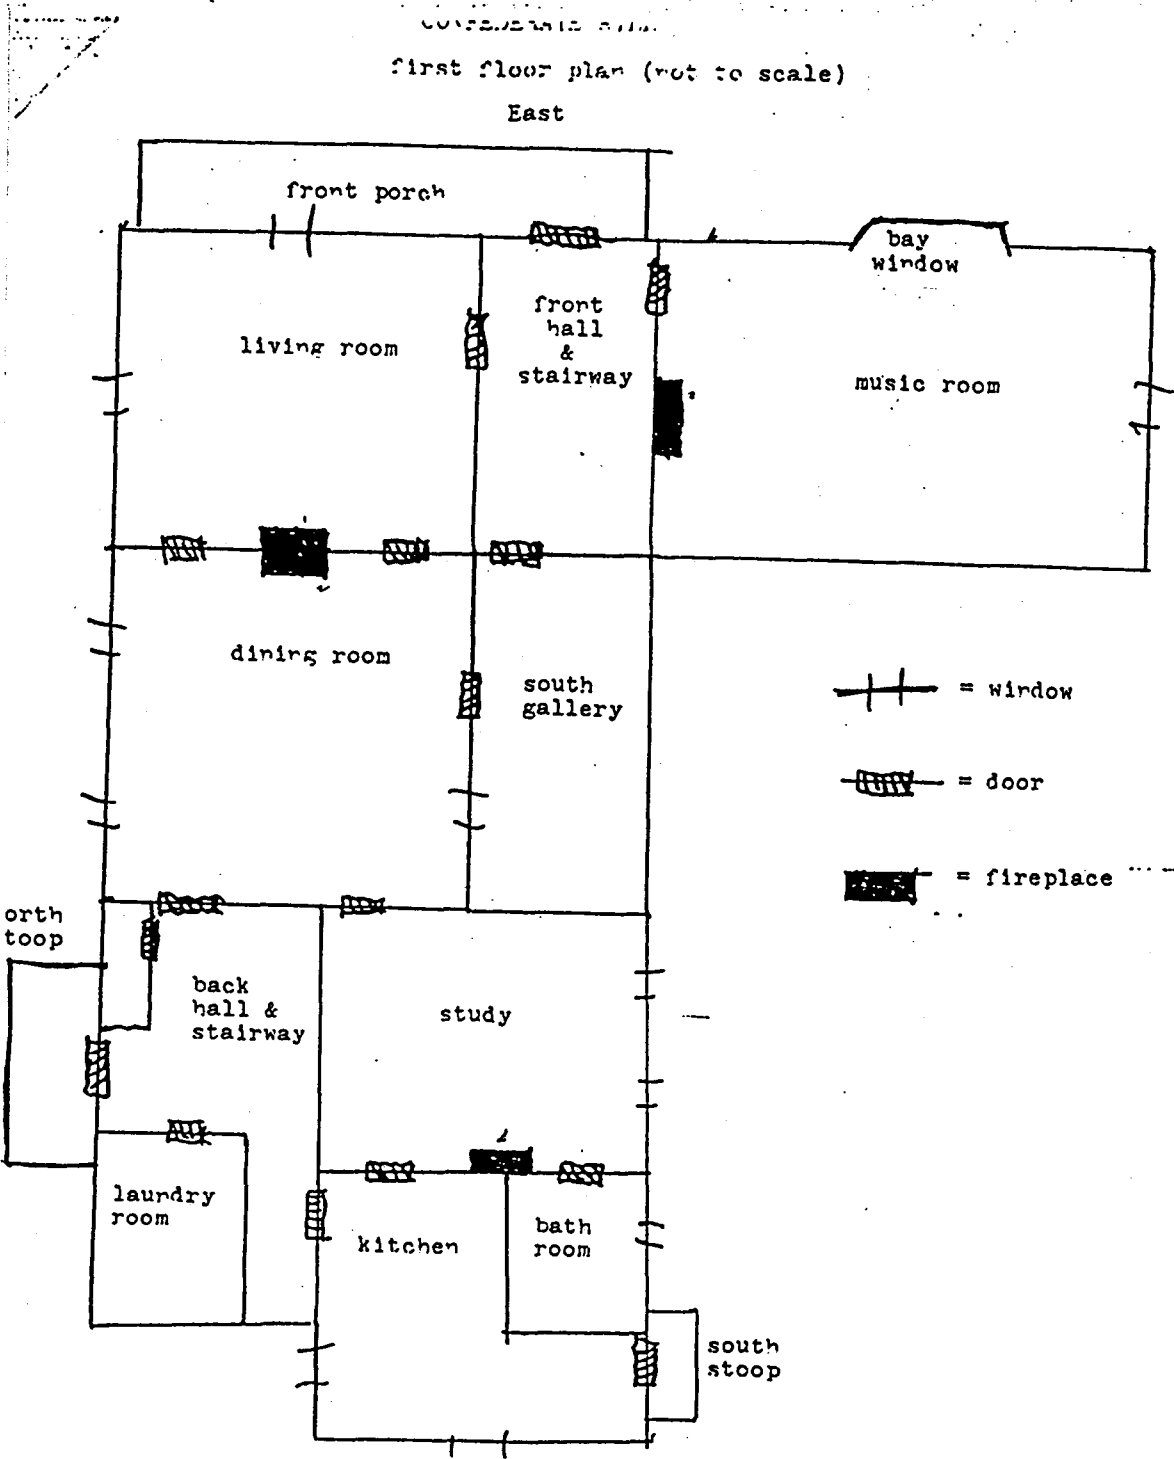 first floor plan (not to scale)
East
front porch
bay
window
front
hall
&
stairway
living room
music room
dining room
south
gallery
= window
= door
= fireplace
orth
toop
back
hall &
stairway
study
laundry
room
kitchen
bath
room
south
stoop